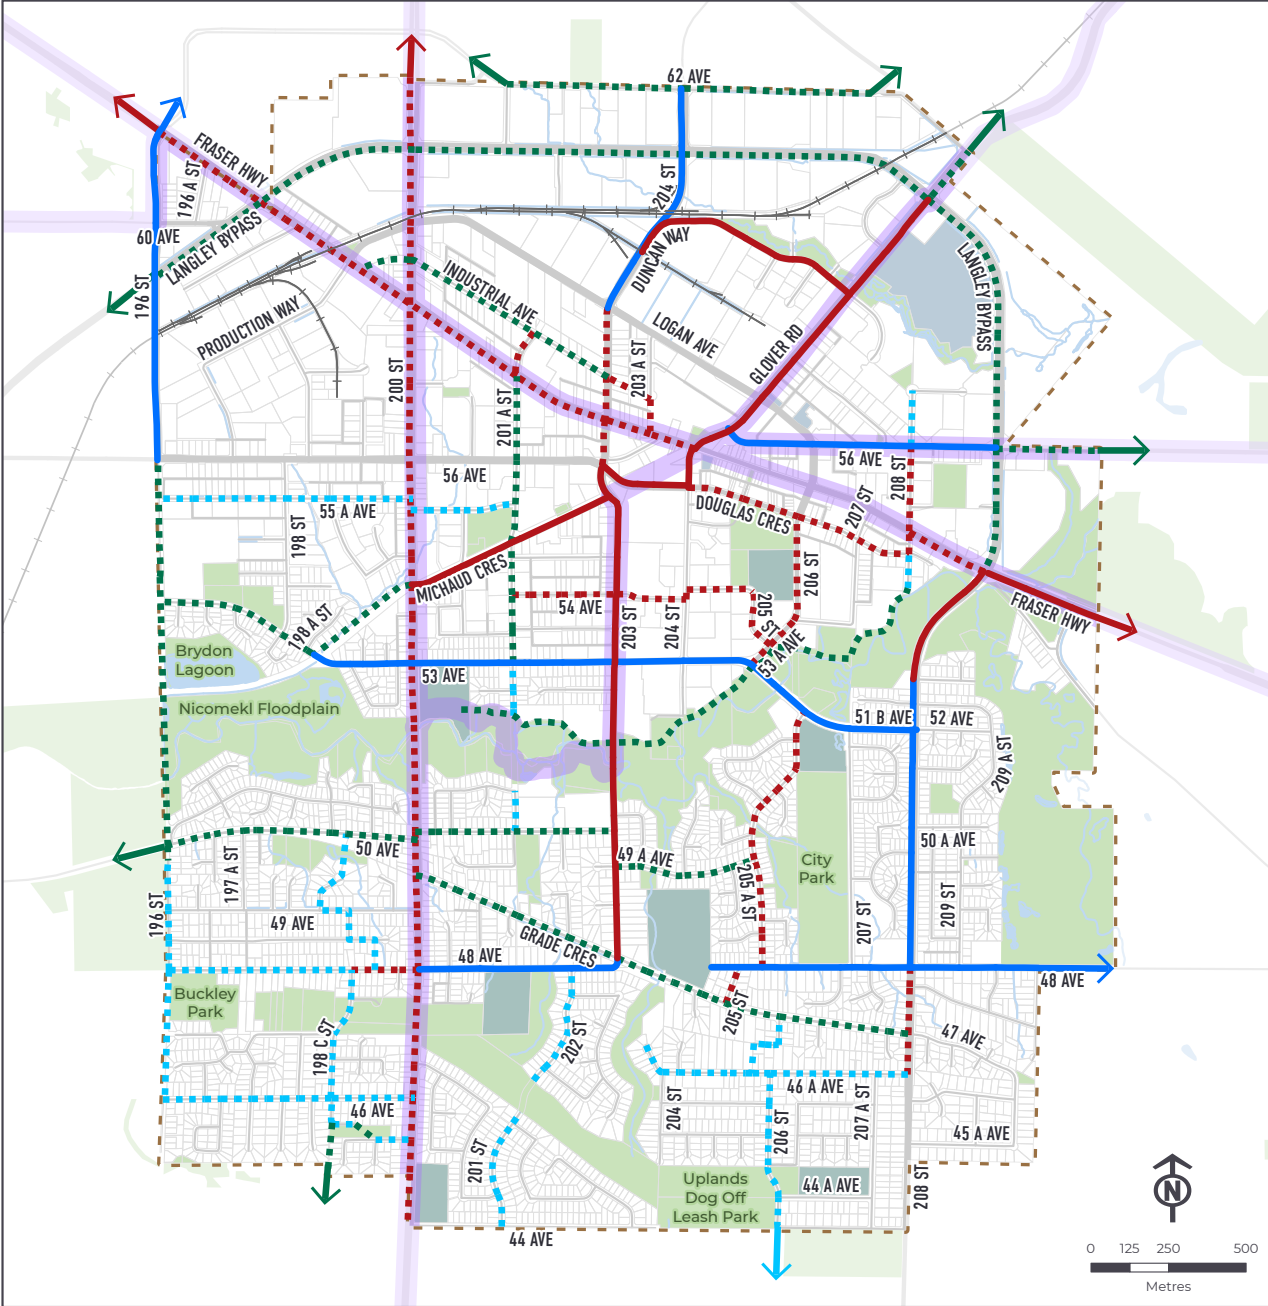 62 AVE
FRASER HWY
196 A ST
204 ST
60 AVE
LANGLEY BYPASS
DUNCAN WAY
LANGLEY BYPASS
196 ST
INDUSTRIAL AVE
PRODUCTION WAY
LOGAN AVE
GLOVER RD
200 ST
203 A ST
201 A ST
56 AVE
56 AVE
208 ST
55 A AVE
DOUGLAS CRES
207 ST
198 ST
MICHAUD CRES
206 ST
54 AVE
203 ST
204 ST
205 ST
FRASER HWY
198 A ST
53 A AVE
Brydon
Lagoon
53 AVE
Nicomekl Floodplain
51 B AVE
52 AVE
209 A ST
50 AVE
49 A AVE
50 A AVE
197 A ST
City
Park
205 A ST
196 ST
49 AVE
207 ST
209 ST
GRADE CRES
48 AVE
48 AVE
Buckley
Park
205 ST
47 AVE
198 C ST
202 ST
46 A AVE
46 AVE
204 ST
206 ST
207 A ST
45 A AVE
201 ST
Uplands
Dog Off
Leash Park
44 A AVE
208 ST
44 AVE
N
0 125 250 500
Metres